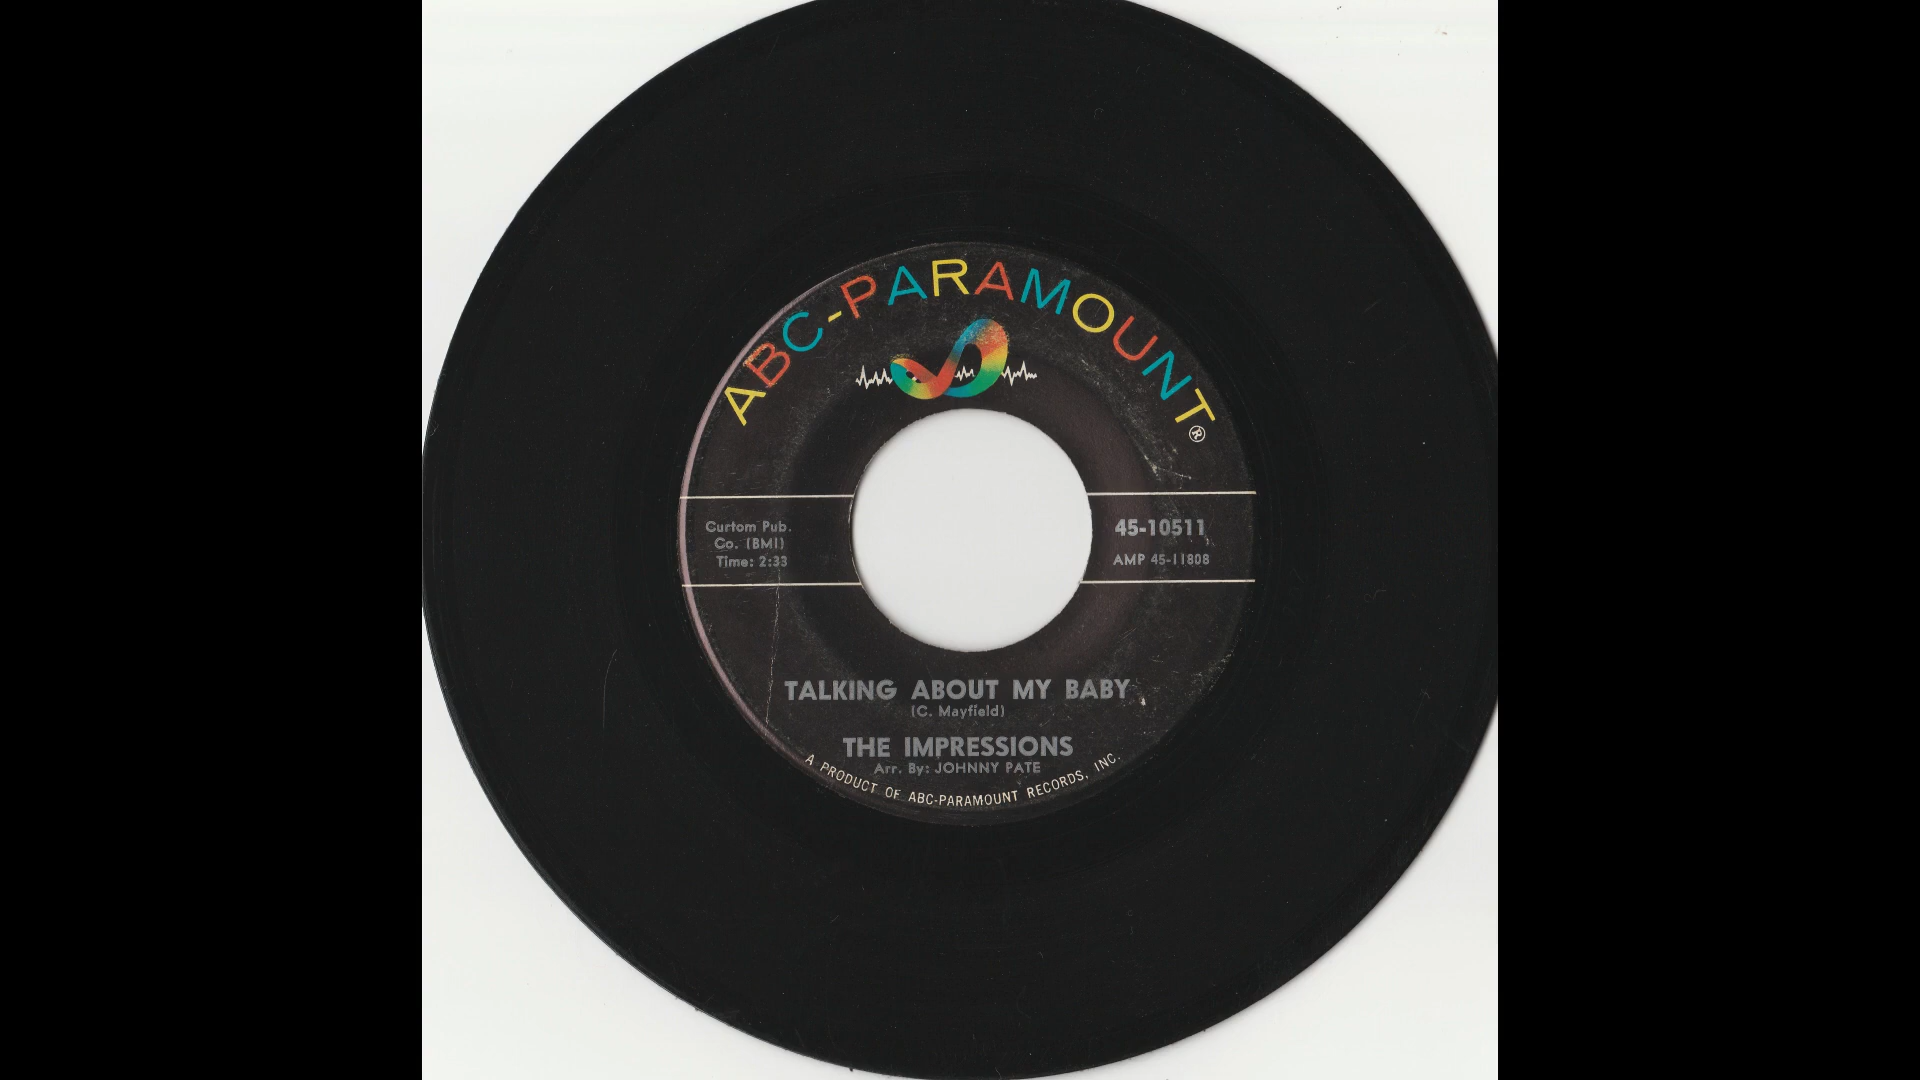 ABC-PARAMOUNT®
Curtom Pub.
Co. (BMI)
Time: 2:33
45-10511
AMP 45-11808
TALKING ABOUT MY BABY
(C. Mayfield)
THE IMPRESSIONS
Arr. By: JOHNNY PATE
A PRODUCT OF ABC-PARAMOUNT RECORDS, INC.